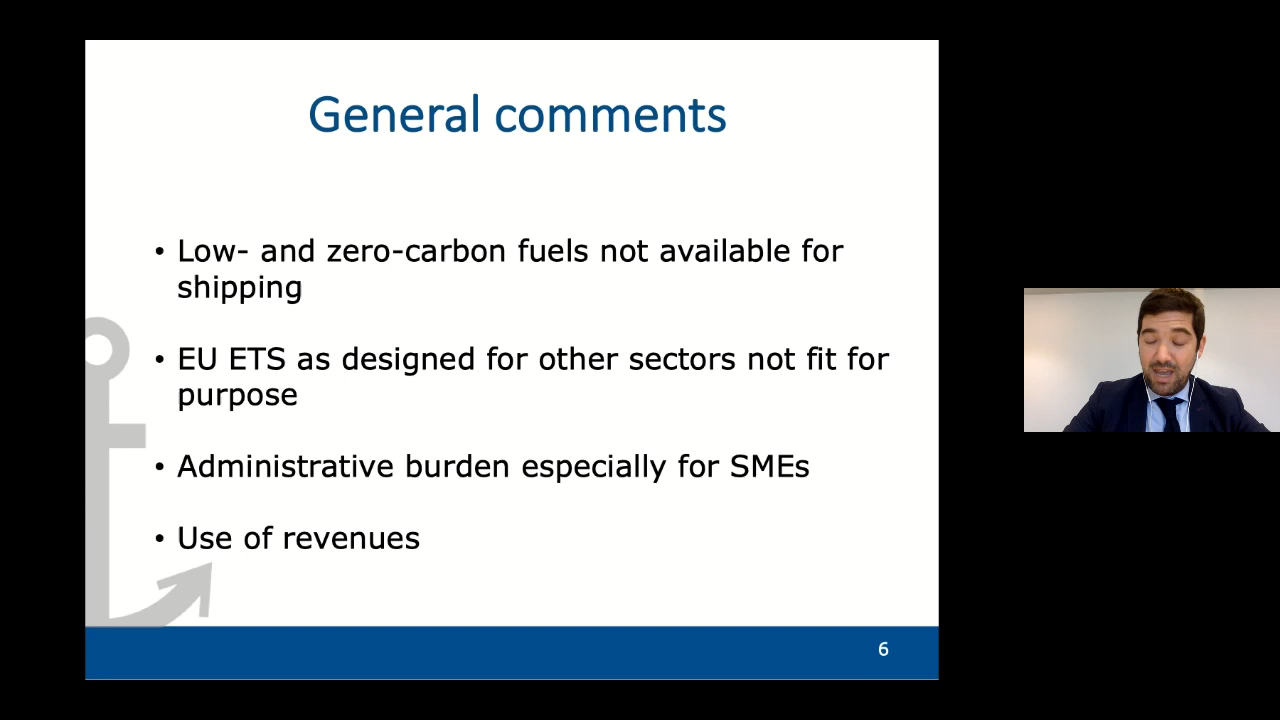 General comments
• Low- and zero-carbon fuels not available for
shipping
• EU ETS as designed for other sectors not fit for
purpose
• Administrative burden especially for SMEs
• Use of revenues
6